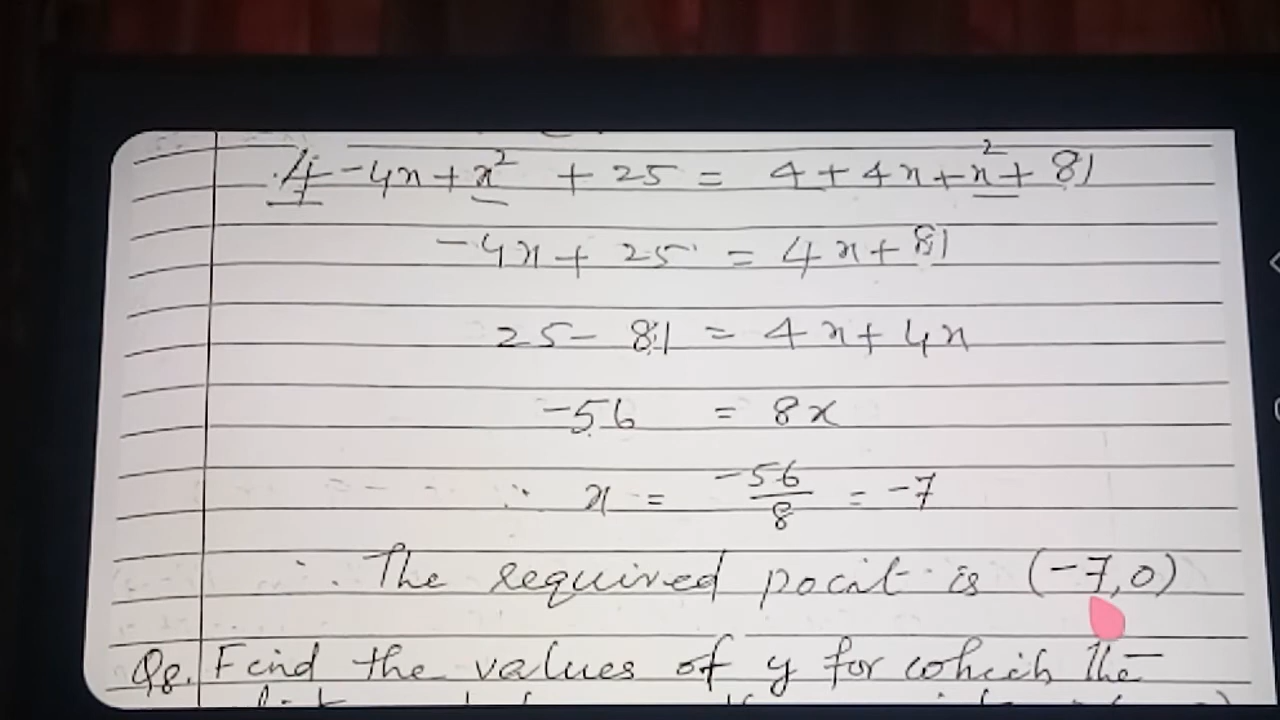 4 - 4x + x² + 25 = 4 + 4x + x² + 81
-4x + 25 = 4x + 81
25 - 81 = 4x + 4x
-56 = 8x
∴ x = -56/8 = -7
∴ The required point is (-7, 0)
Q8. Find the values of y for which the